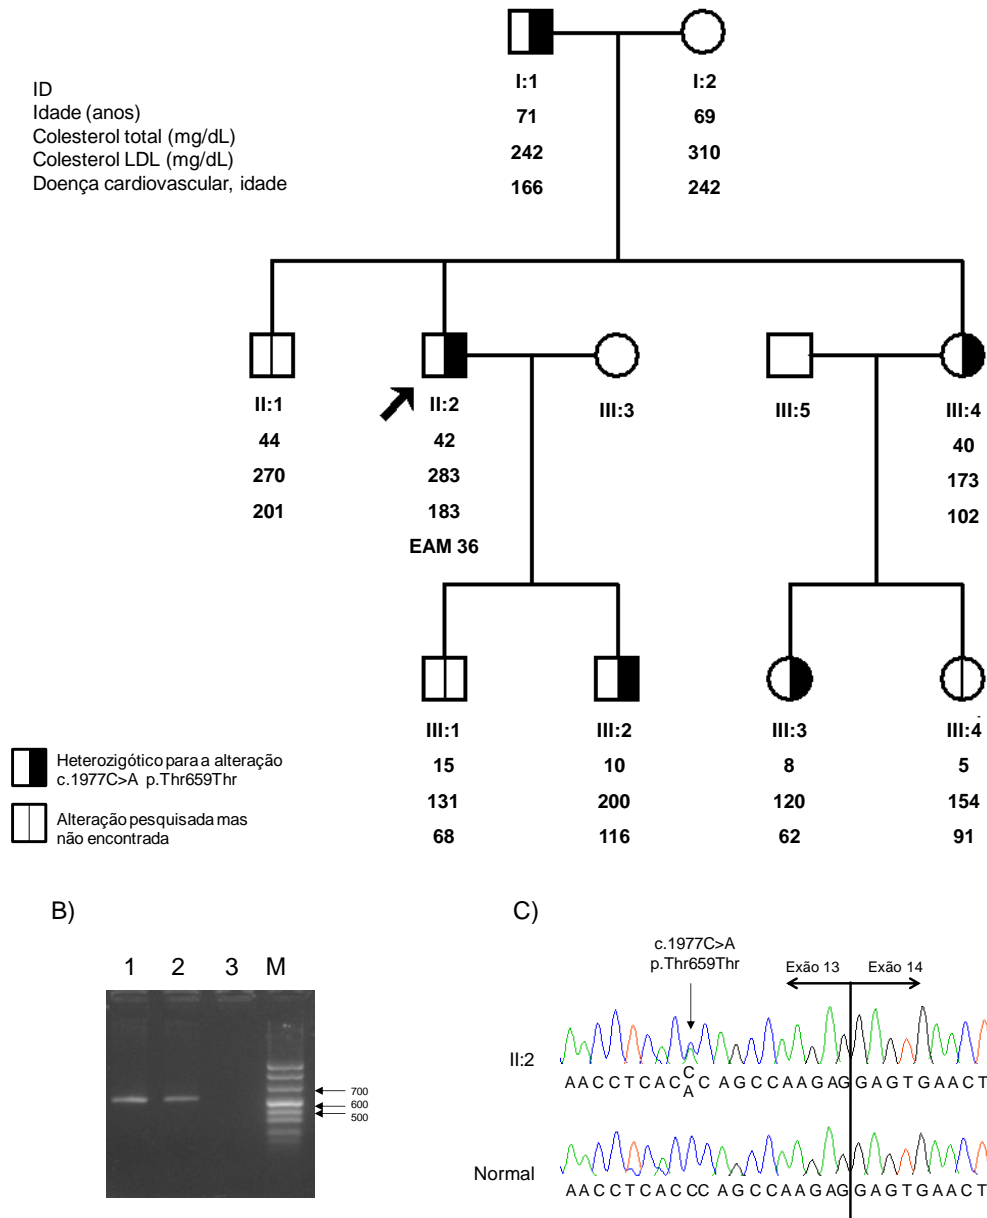 ID
Idade (anos)
Colesterol total (mg/dL)
Colesterol LDL (mg/dL)
Doença cardiovascular, idade
I:1
71
242
166
I:2
69
310
242
II:1
44
270
201
II:2
42
283
183
EAM 36
III:3
III:5
III:4
40
173
102
III:1
15
131
68
III:2
10
200
116
III:3
8
120
62
III:4
5
154
91
Heterozigótico para a alteração
c.1977C>A p.Thr659Thr
Alteração pesquisada mas
não encontrada
B)
1 2 3 M
700
600
500
C)
c.1977C>A
p.Thr659Thr
Exão 13
Exão 14
II:2
A A C C T C A C C C A G C C A A G A G G A G T G A A C T
A
Normal
A A C C T C A C C C A G C C A A G A G G A G T G A A C T